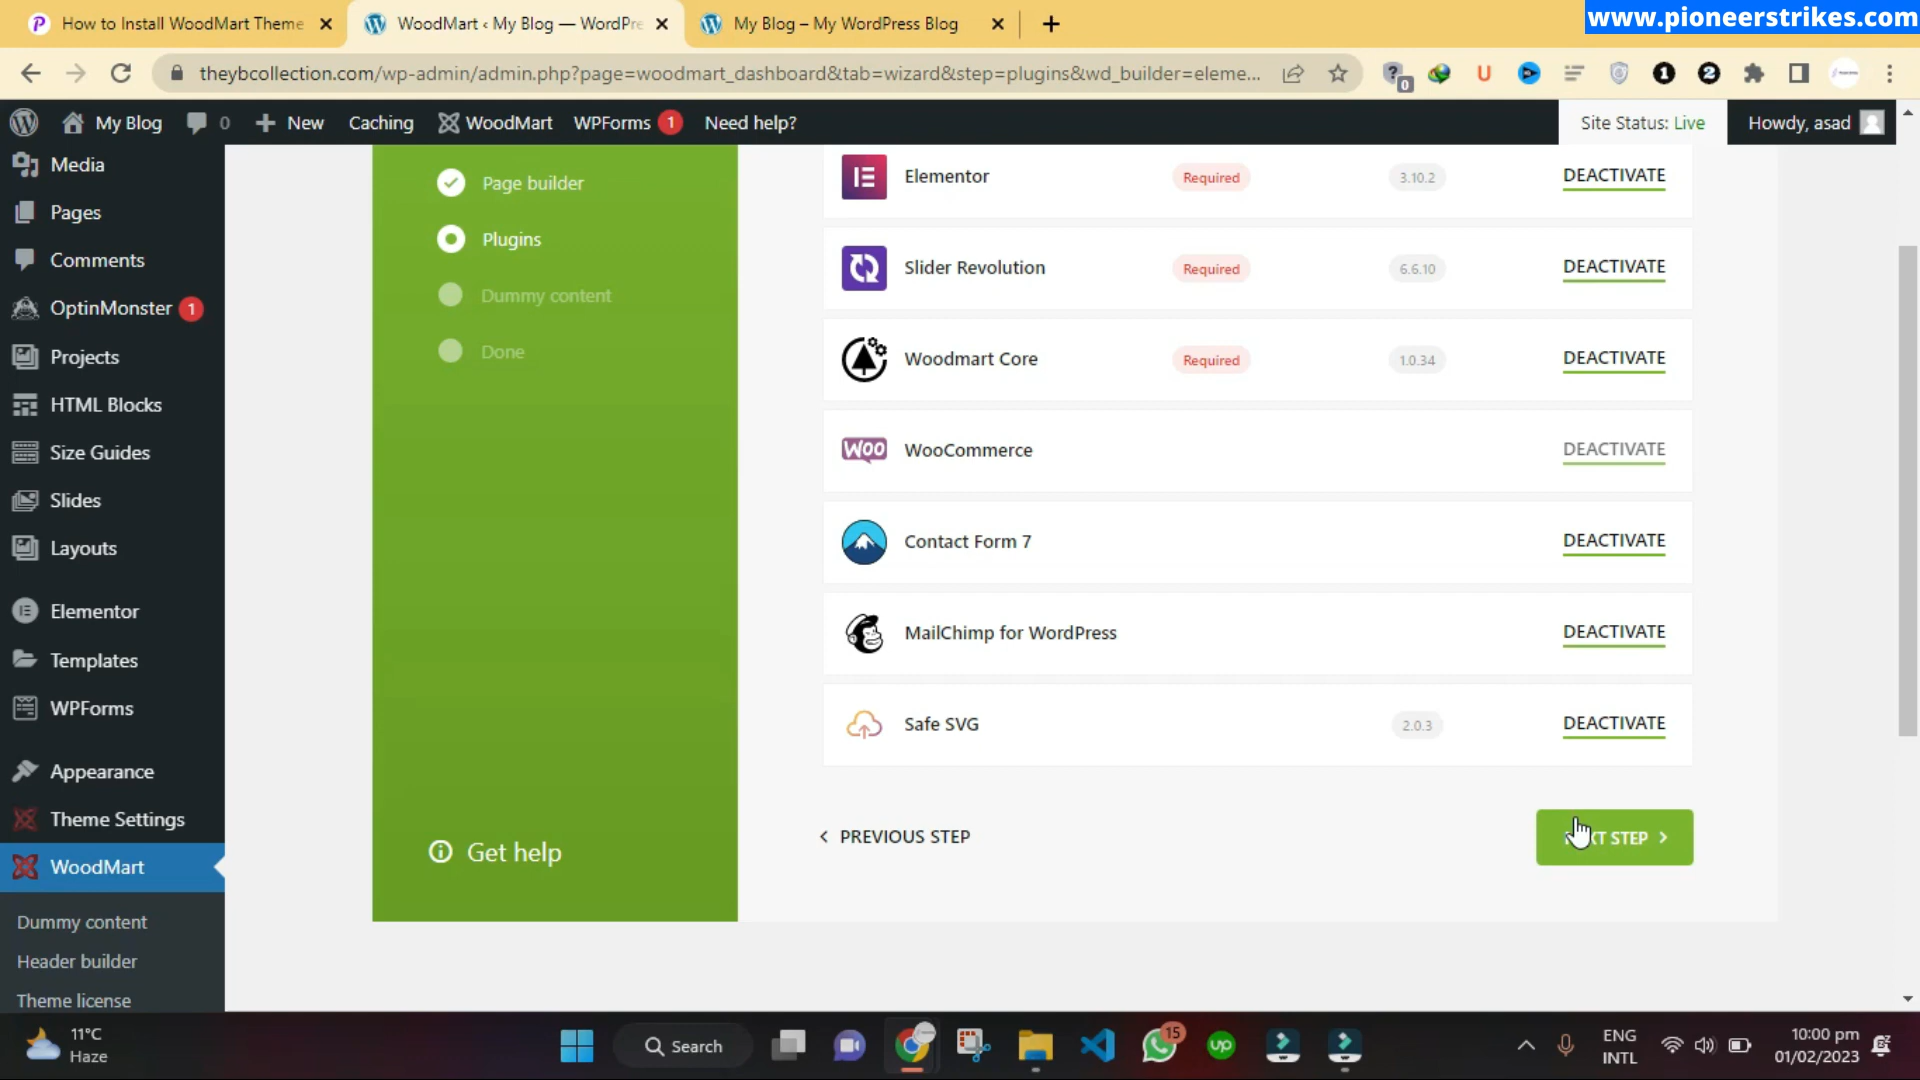 www.pioneerstrikes.com
How to Install WoodMart Theme
WoodMart ‹ My Blog — WordPre
My Blog – My WordPress Blog
theybcollection.com/wp-admin/admin.php?page=woodmart_dashboard&tab=wizard&step=plugins&wd_builder=eleme...
0
1
2
My Blog
0
New
Caching
WoodMart
WPForms 1
Need help?
Site Status: Live
Howdy, asad
Media
Pages
Comments
OptinMonster 1
Projects
HTML Blocks
Size Guides
Slides
Layouts
Elementor
Templates
WPForms
Appearance
Theme Settings
WoodMart
Dummy content
Header builder
Theme license
Page builder
Plugins
Dummy content
Done
Get help
Elementor Required 3.10.2 DEACTIVATE
Slider Revolution Required 6.6.10 DEACTIVATE
Woodmart Core Required 1.0.34 DEACTIVATE
WOO WooCommerce DEACTIVATE
Contact Form 7 DEACTIVATE
MailChimp for WordPress DEACTIVATE
Safe SVG 2.0.3 DEACTIVATE
PREVIOUS STEP
STEP
11°C
Haze
Search
15
up
ENG
INTL
10:00 pm
01/02/2023